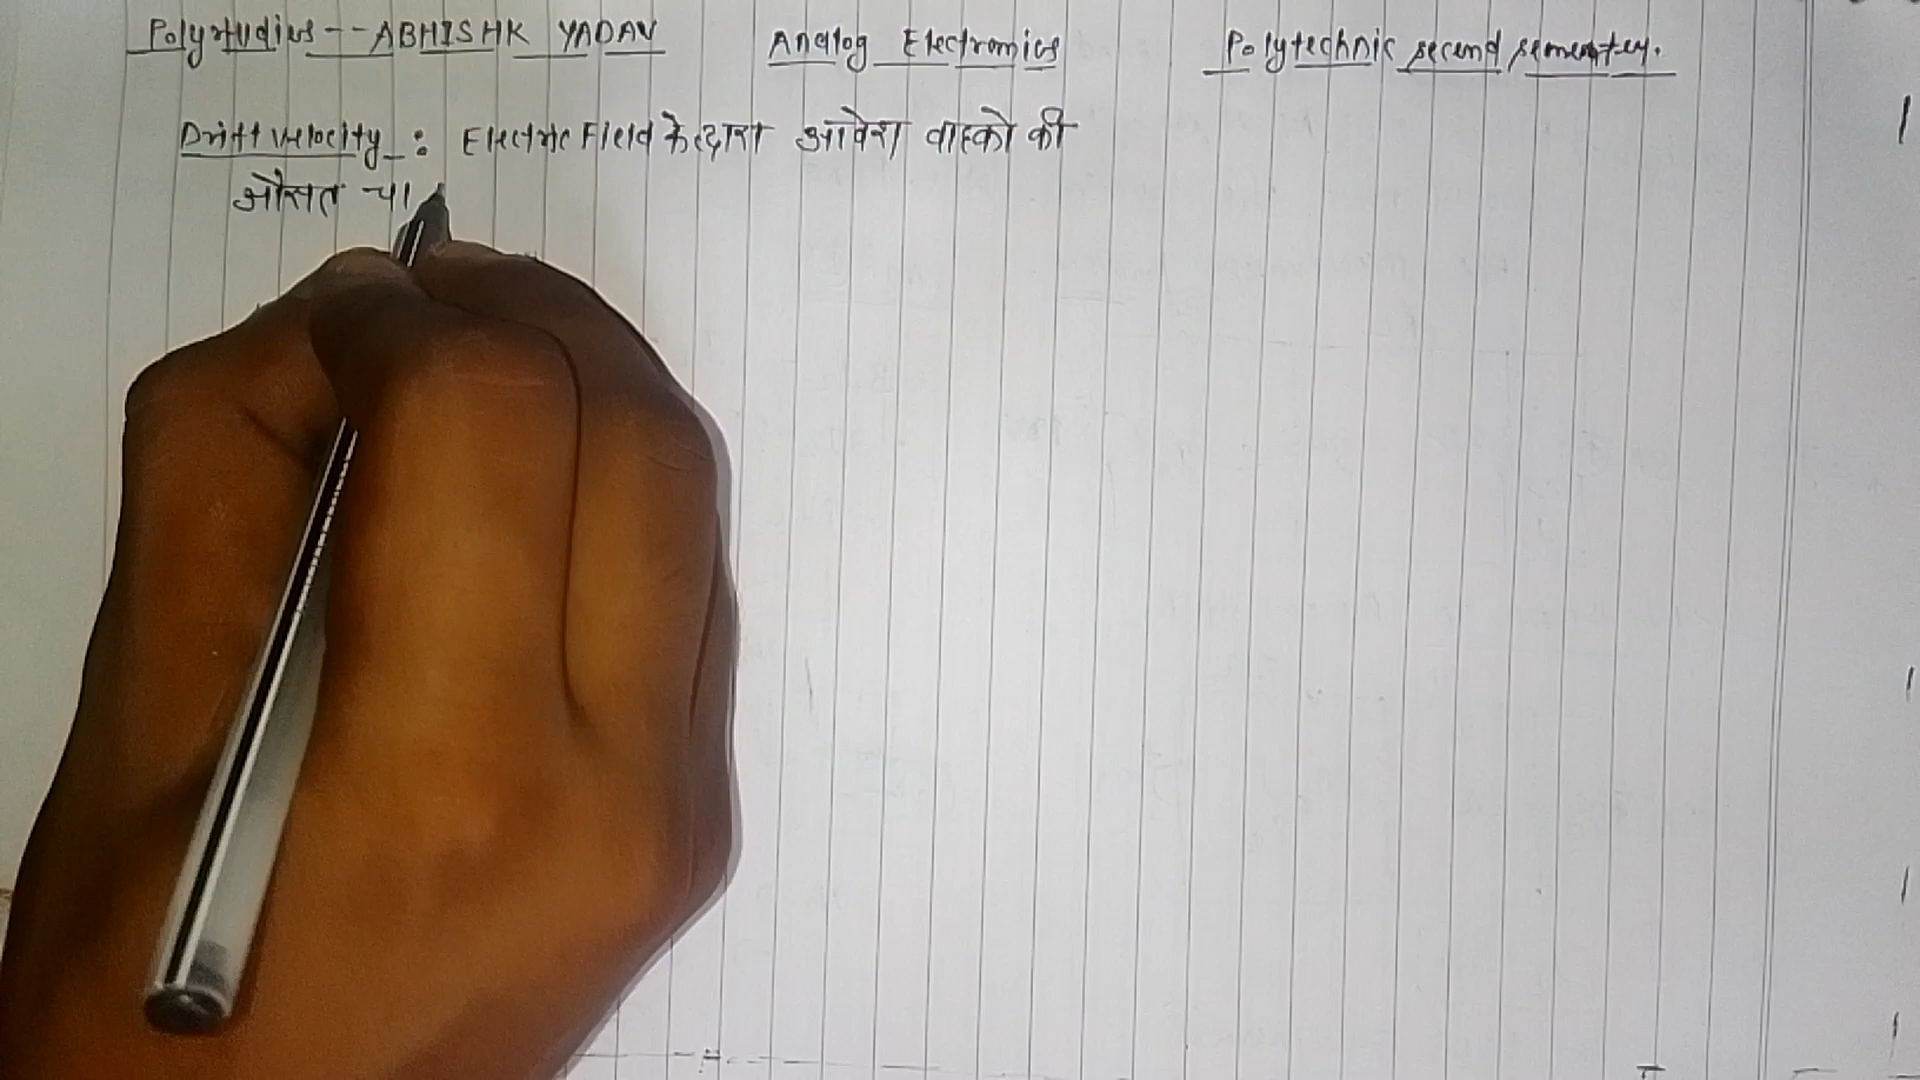 Polystudies -- ABHISHK YADAV Analog Electronics Polytechnic second semester.
Drift velocity : Electric Field के द्वारा आवेश वाहको की
औसत चा